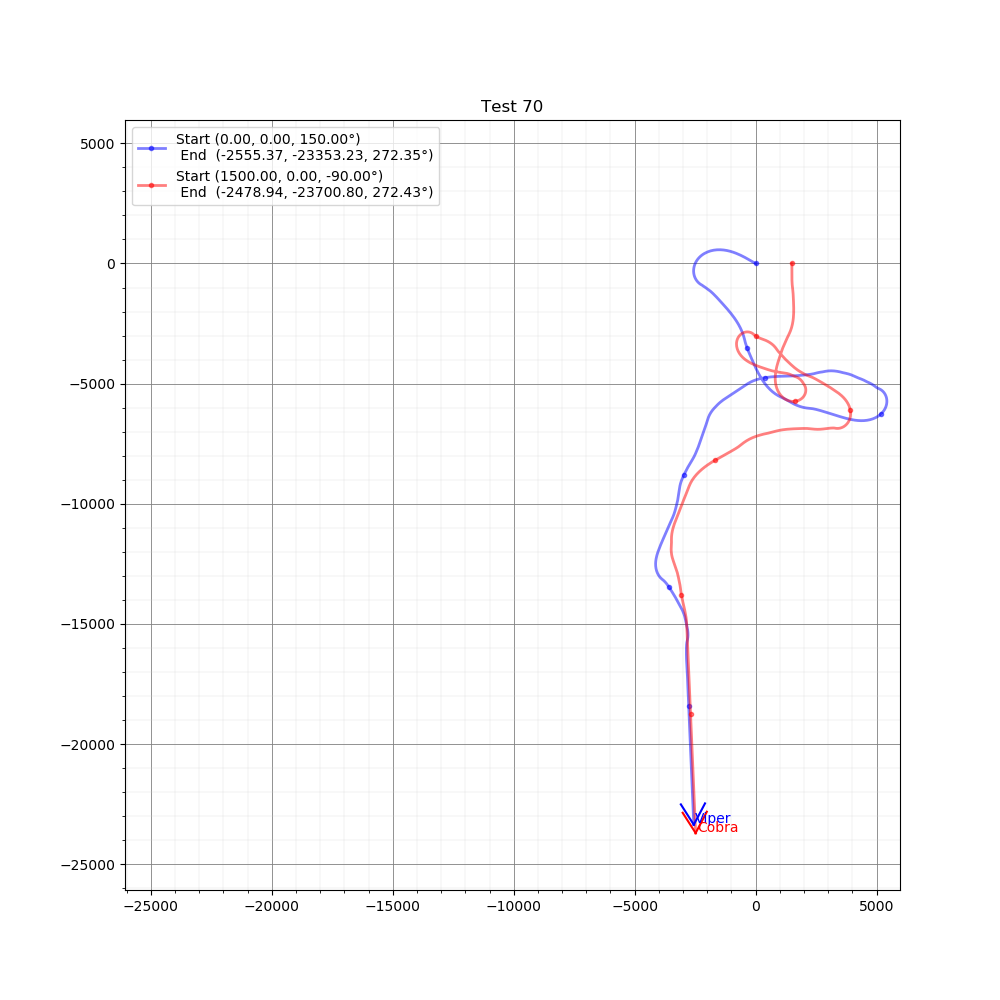 Test 70
Start (0.00, 0.00, 150.00°)
End (-2555.37, -23353.23, 272.35°)
Start (1500.00, 0.00, -90.00°)
End (-2478.94, -23700.80, 272.43°)
5000
0
−5000
−10000
−15000
−20000
−25000
Viper
Cobra
−25000 −20000 −15000 −10000 −5000 0 5000